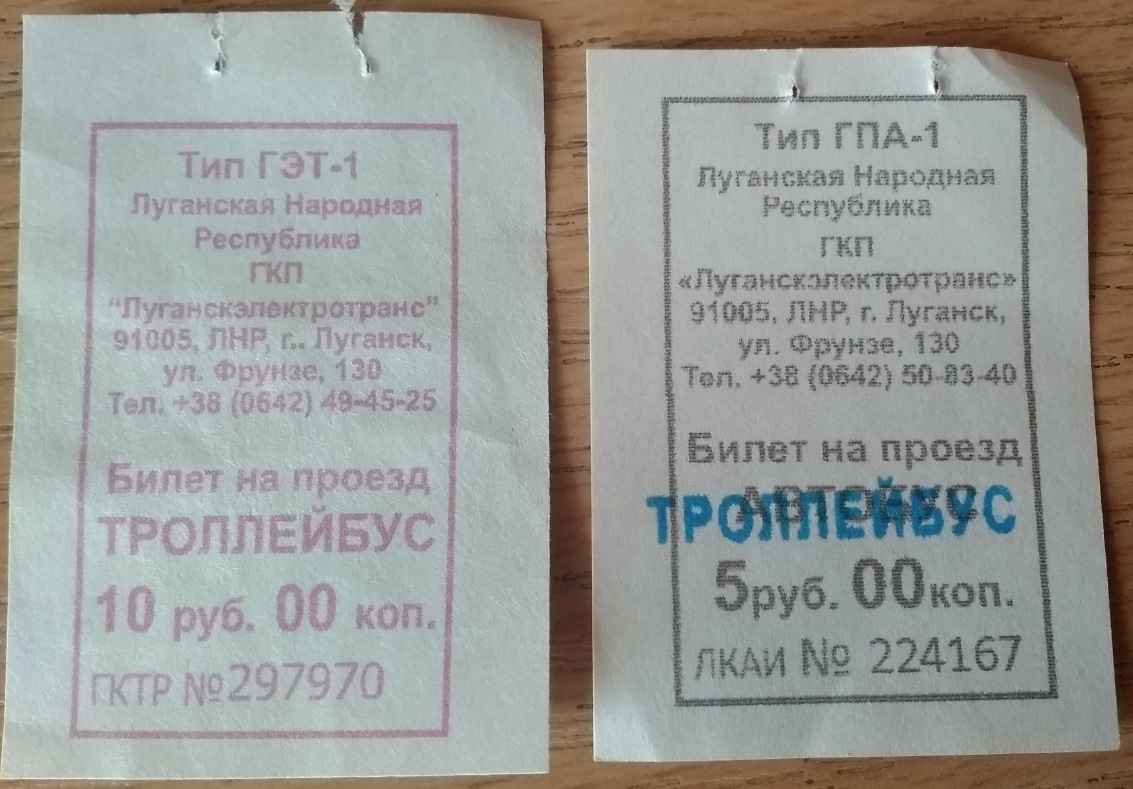 Тип ГЭТ-1
Луганская Народная
Республика
ГКП
"Луганскэлектротранс"
91005, ЛНР, г.. Луганск,
ул. Фрунзе, 130
Тел. +38 (0642) 49-45-25
Билет на проезд
ТРОЛЛЕЙБУС
10 руб. 00 коп.
ГКТР №297970
Тип ГПА-1
Луганская Народная
Республика
ГКП
«Луганскэлектротранс»
91005, ЛНР, г. Луганск,
ул. Фрунзе, 130
Тел. +38 (0642) 50-83-40
Билет на проезд
АВТОБУС
ТРОЛЛЕЙБУС
5руб. 00коп.
ЛКАИ № 224167